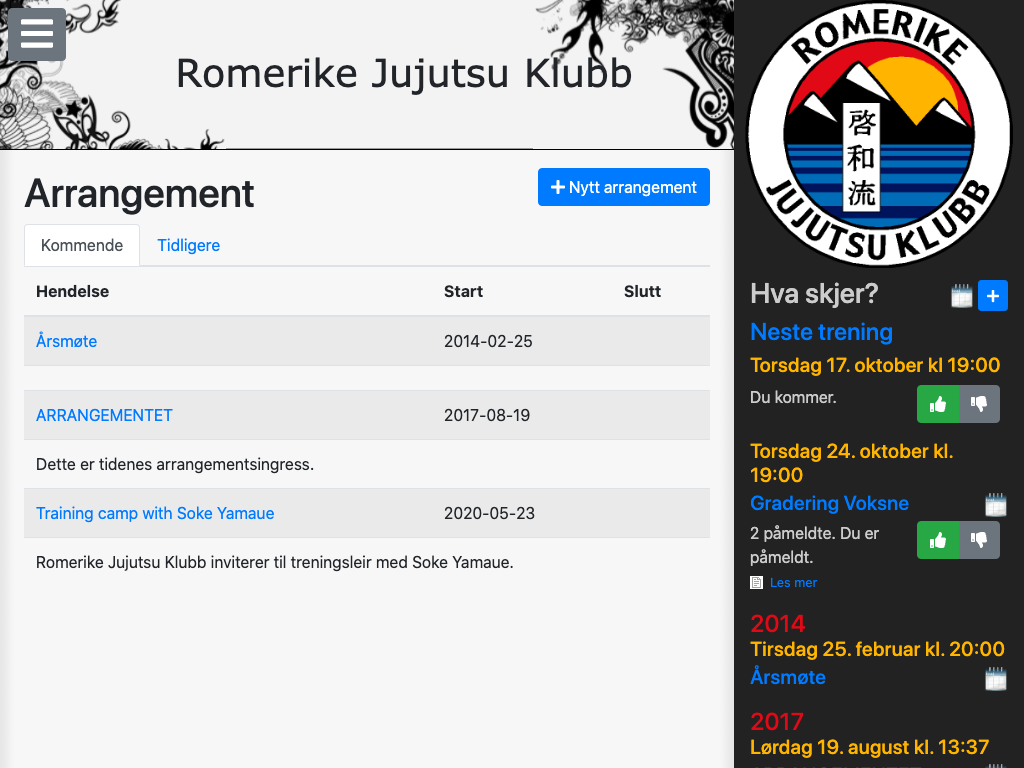 Romerike Jujutsu Klubb
Arrangement
Nytt arrangement
Kommende
Tidligere
Hendelse Start Slutt
Årsmøte 2014-02-25
ARRANGEMENTET 2017-08-19
Dette er tidenes arrangementsingress.
Training camp with Soke Yamaue 2020-05-23
Romerike Jujutsu Klubb inviterer til treningsleir med Soke Yamaue.
ROMERIKE
啓和流
JUJUTSU KLUBB
Hva skjer?
Neste trening
Torsdag 17. oktober kl 19:00
Du kommer.
Torsdag 24. oktober kl.
19:00
Gradering Voksne
2 påmeldte. Du er
påmeldt.
Les mer
2014
Tirsdag 25. februar kl. 20:00
Årsmøte
2017
Lørdag 19. august kl. 13:37